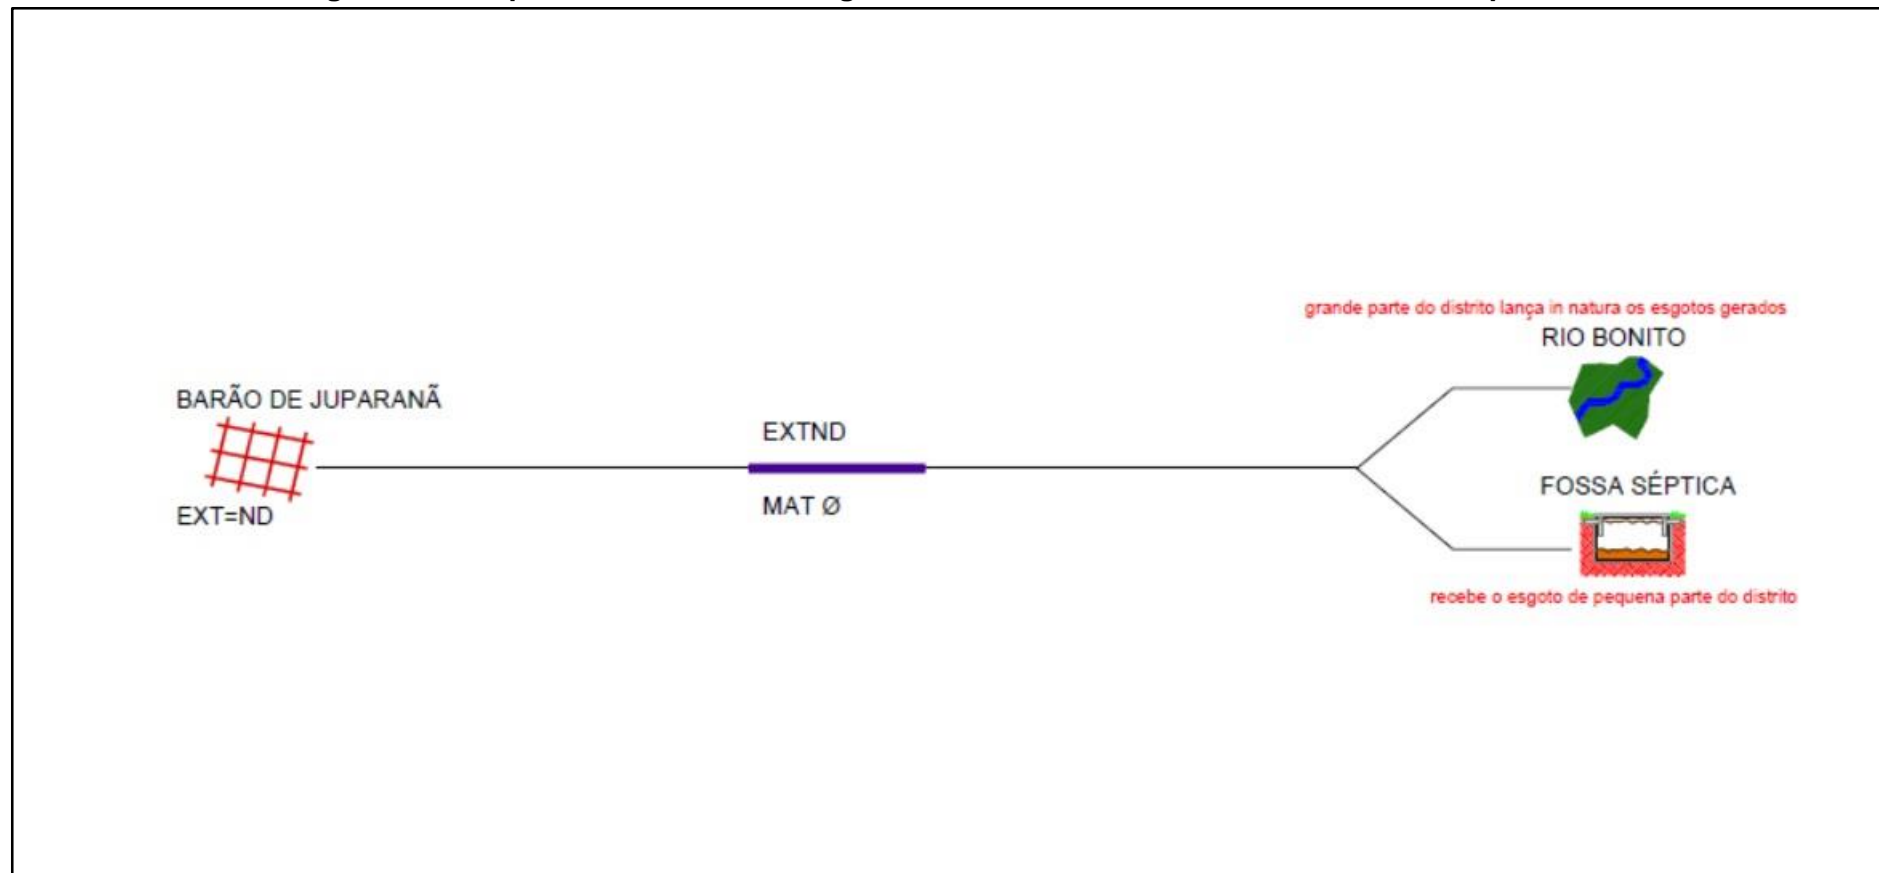 grande parte do distrito lança in natura os esgotos gerados
RIO BONITO
BARÃO DE JUPARANÃ
EXTND
FOSSA SÉPTICA
MAT Ø
EXT=ND
recebe o esgoto de pequena parte do distrito